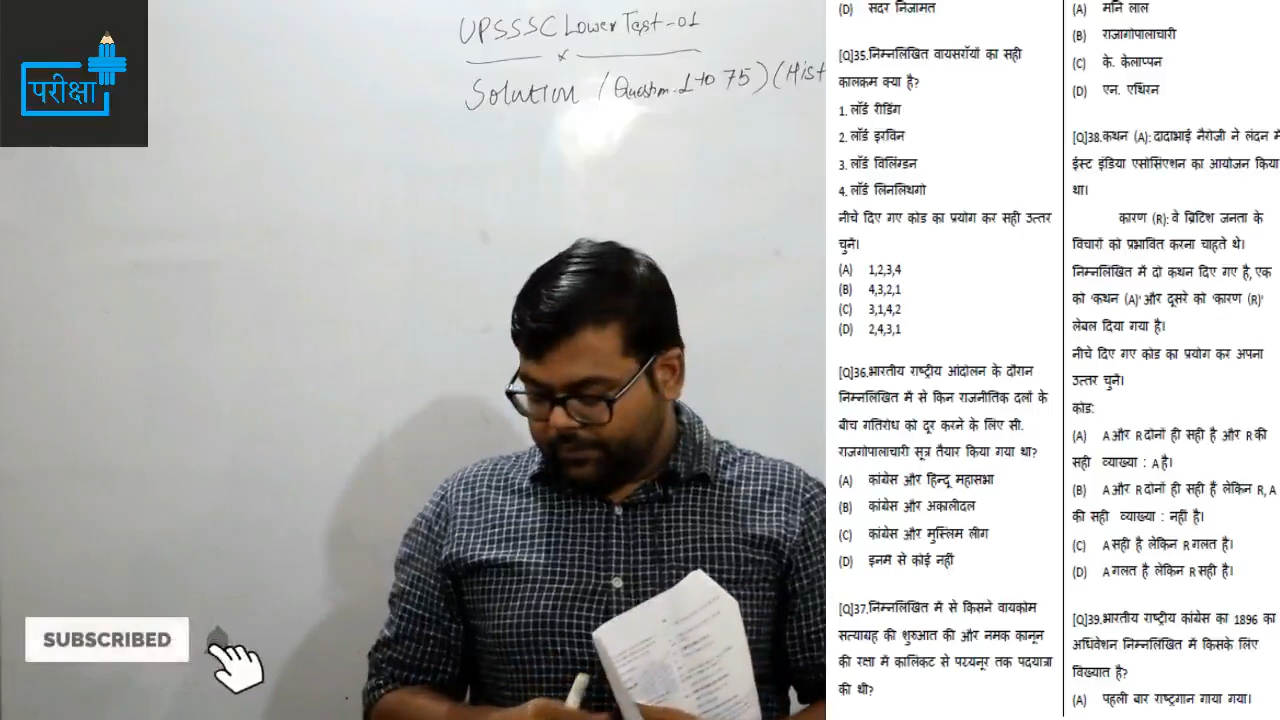 परीक्षा
UPSSSC Lower Test-01
Solution (Question-1 to 75) (Hist
SUBSCRIBED
(D) सदर निजामत
[Q]35.निम्नलिखित वायसरॉयों का सही
कालक्रम क्या है?
1. लॉर्ड रीडिंग
2. लॉर्ड इरविन
3. लॉर्ड विलिंग्डन
4. लॉर्ड लिनलिथगो
नीचे दिए गए कोड का प्रयोग कर सही उत्तर
चुनें।
(A) 1,2,3,4
(B) 4,3,2,1
(C) 3,1,4,2
(D) 2,4,3,1
[Q]36.भारतीय राष्ट्रीय आंदोलन के दौरान
निम्नलिखित में से किन राजनीतिक दलों के
बीच गतिरोध को दूर करने के लिए सी.
राजगोपालाचारी सूत्र तैयार किया गया था?
(A) कांग्रेस और हिन्दू महासभा
(B) कांग्रेस और अकालीदल
(C) कांग्रेस और मुस्लिम लीग
(D) इनमें से कोई नहीं
[Q]37.निम्नलिखित में से किसने वायकोम
सत्याग्रह की शुरुआत की और नमक कानून
की रक्षा में कालिकट से पय्यनूर तक पदयात्रा
की थी?
(A) मनि लाल
(B) राजागोपालाचारी
(C) के. केलाप्पन
(D) एन. एथिरन
[Q]38.कथन (A): दादाभाई नैरोजी ने लंदन में
ईस्ट इंडिया एसोसिएशन का आयोजन किया
था।
कारण (R): वे ब्रिटिश जनता के
विचारों को प्रभावित करना चाहते थे।
निम्नलिखित में दो कथन दिए गए है, एक
को 'कथन (A)' और दूसरे को 'कारण (R)'
लेबल दिया गया है।
नीचे दिए गए कोड का प्रयोग कर अपना
उत्तर चुनें।
कोड:
(A) A और R दोनों ही सही है और R की
सही व्याख्या : A है।
(B) A और R दोनों ही सही हैं लेकिन R, A
की सही व्याख्या : नहीं है।
(C) A सही है लेकिन R गलत है।
(D) A गलत है लेकिन R सही है।
[Q]39.भारतीय राष्ट्रीय कांग्रेस का 1896 का
अधिवेशन निम्नलिखित में किसके लिए
विख्यात है?
(A) पहली बार राष्ट्रगान गाया गया।